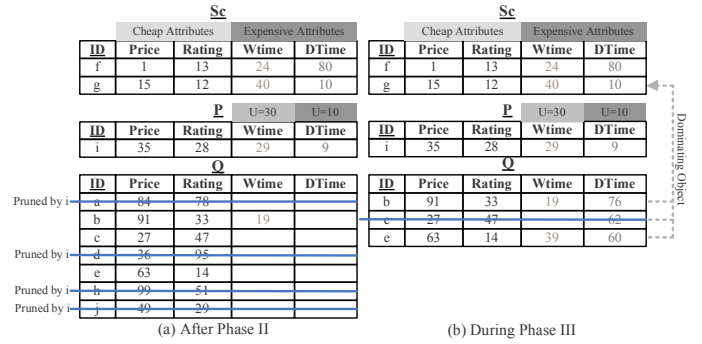 Sc
Cheap Attributes Expensive Attributes
ID Price Rating Wtime DTime
f 1 13 24 80
g 15 12 40 10
P U=30 U=10
ID Price Rating Wtime DTime
i 35 28 29 9
Q
ID Price Rating Wtime DTime
Pruned by i a 84 78
b 91 33 19
c 27 47
Pruned by i d 36 95
e 63 14
Pruned by i h 99 51
Pruned by i j 49 29
(a) After Phase II
Sc
Cheap Attributes Expensive Attributes
ID Price Rating Wtime DTime
f 1 13 24 80
g 15 12 40 10
P U=30 U=10
ID Price Rating Wtime DTime
i 35 28 29 9
Q
ID Price Rating Wtime DTime
b 91 33 19 76
c 27 47 62
e 63 14 39 60
Dominating Object
(b) During Phase III